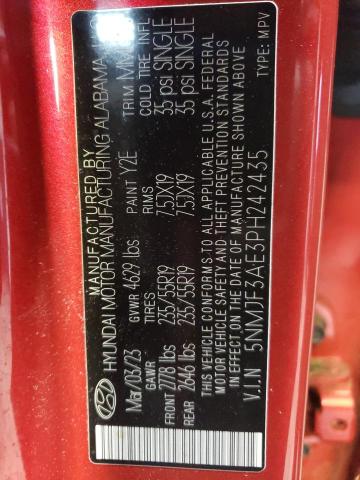 MANUFACTURED BY
HYUNDAI MOTOR MANUFACTURING ALABAMA,
Mar/03/23 GVWR 4629 lbs PAINT Y2E TRIM
GAWR TIRES RIMS COLD TIRE INFL
FRONT 2778 lbs 235/55R19 7.5JX19 35 psi SINGLE
REAR 2646 lbs 235/55R19 7.5JX19 35 psi SINGLE
THIS VEHICLE CONFORMS TO ALL APPLICABLE U.S.A. FEDERAL
MOTOR VEHICLE SAFETY AND THEFT PREVENTION STANDARDS
IN EFFECT ON THE DATE OF MANUFACTURE SHOWN ABOVE
V.I.N 5NMJF3AE3PH242435 TYPE: MPV